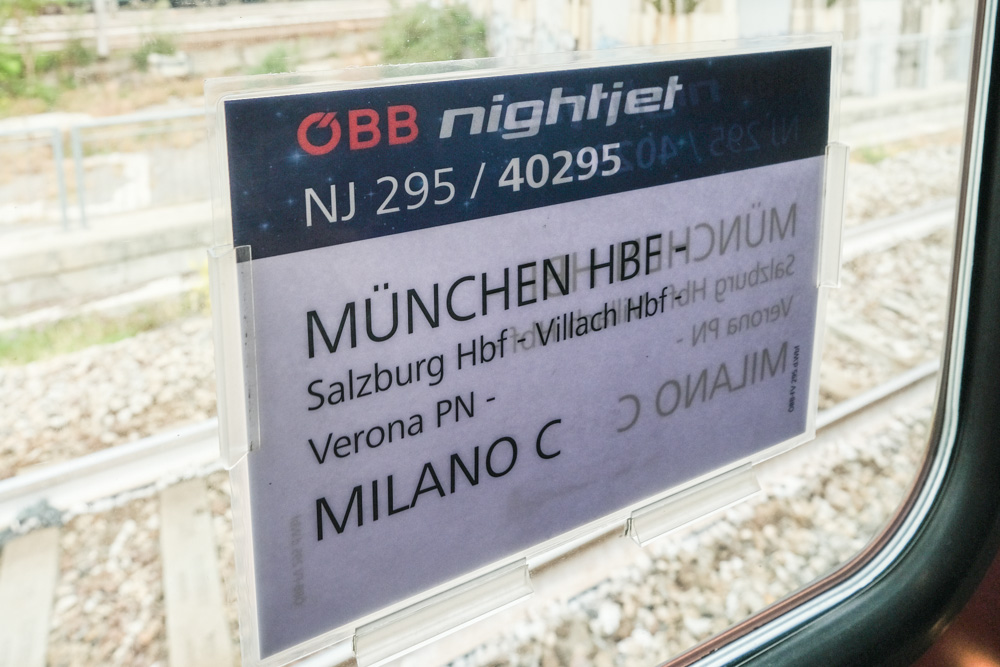 ÖBB nightjet
NJ 295 / 40295
MÜNCHEN HBF -
Salzburg Hbf - Villach Hbf -
Verona PN -
MILANO C